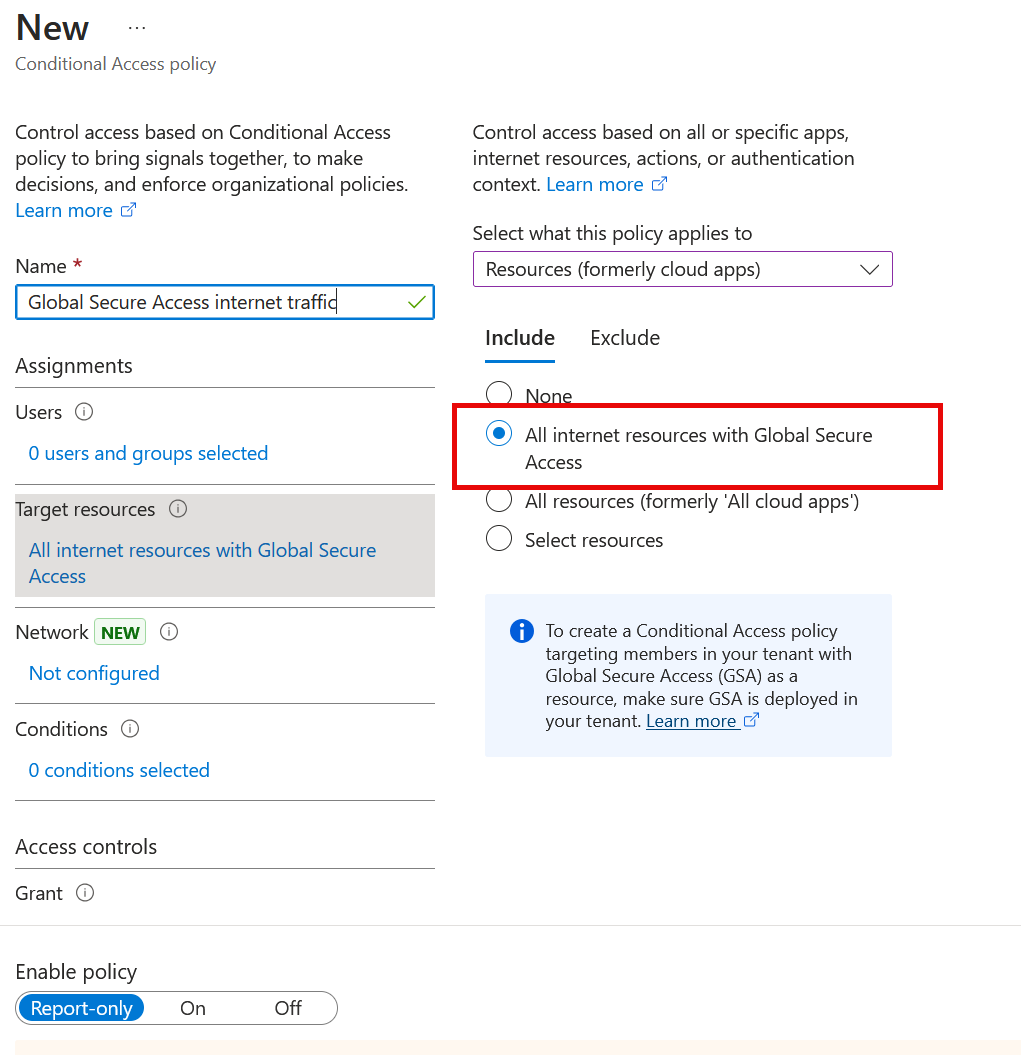 New ...
Conditional Access policy
Control access based on Conditional Access
policy to bring signals together, to make
decisions, and enforce organizational policies.
Learn more
Name *
Global Secure Access internet traffic
Assignments
Users
0 users and groups selected
Target resources
All internet resources with Global Secure
Access
Network NEW
Not configured
Conditions
0 conditions selected
Access controls
Grant
Control access based on all or specific apps,
internet resources, actions, or authentication
context. Learn more
Select what this policy applies to
Resources (formerly cloud apps)
Include Exclude
None
All internet resources with Global Secure
Access
All resources (formerly 'All cloud apps')
Select resources
To create a Conditional Access policy
targeting members in your tenant with
Global Secure Access (GSA) as a
resource, make sure GSA is deployed in
your tenant. Learn more
Enable policy
Report-only On Off